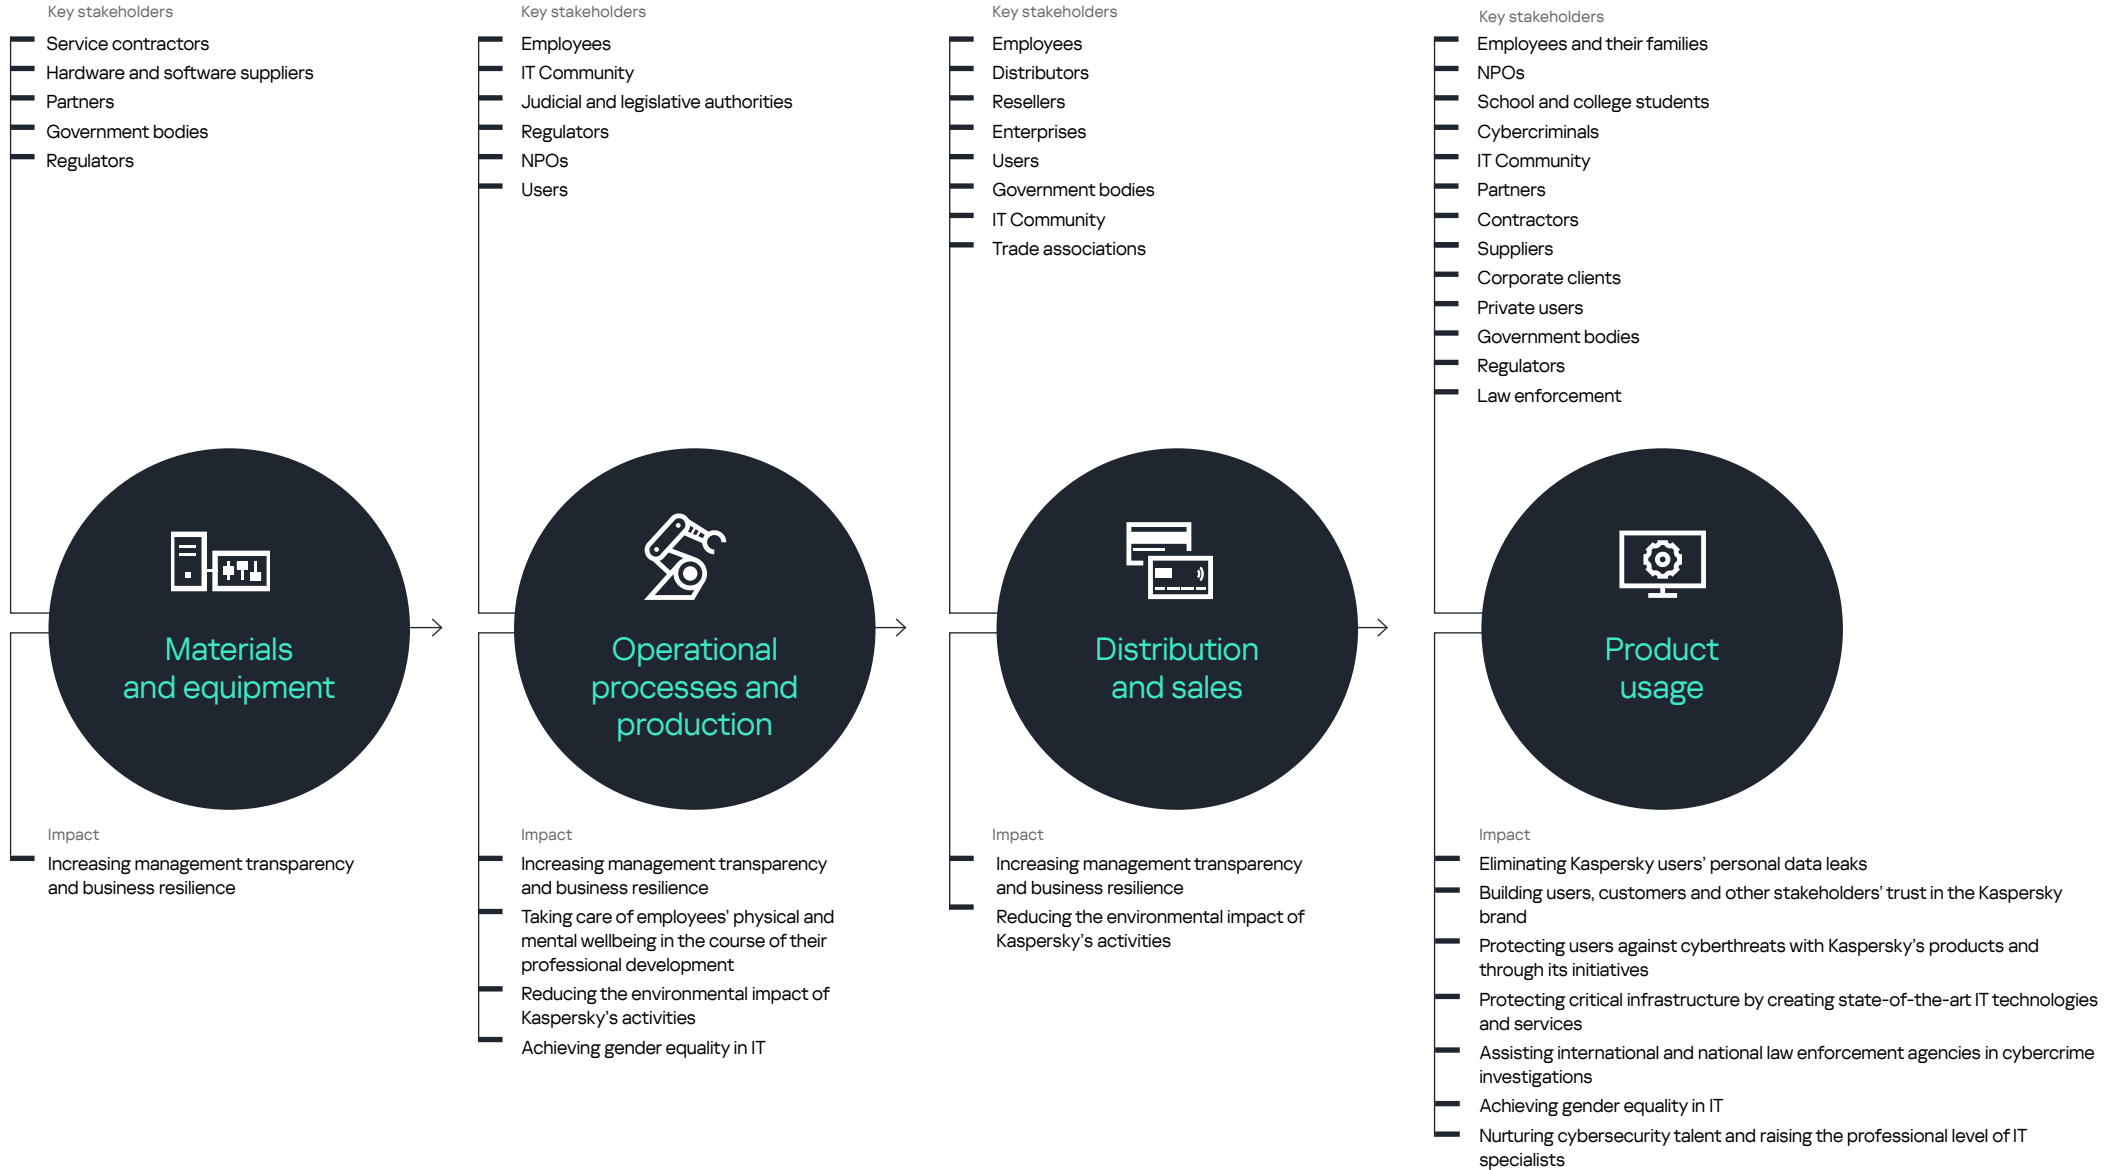 Key stakeholders
Service contractors
Hardware and software suppliers
Partners
Government bodies
Regulators
Materials
and equipment
Impact
Increasing management transparency
and business resilience
Key stakeholders
Employees
IT Community
Judicial and legislative authorities
Regulators
NPOs
Users
Operational
processes and
production
Impact
Increasing management transparency
and business resilience
Taking care of employees’ physical and
mental wellbeing in the course of their
professional development
Reducing the environmental impact of
Kaspersky’s activities
Achieving gender equality in IT
Key stakeholders
Employees
Distributors
Resellers
Enterprises
Users
Government bodies
IT Community
Trade associations
Distribution
and sales
Impact
Increasing management transparency
and business resilience
Reducing the environmental impact of
Kaspersky’s activities
Key stakeholders
Employees and their families
NPOs
School and college students
Cybercriminals
IT Community
Partners
Contractors
Suppliers
Corporate clients
Private users
Government bodies
Regulators
Law enforcement
Product
usage
Impact
Eliminating Kaspersky users’ personal data leaks
Building users, customers and other stakeholders’ trust in the Kaspersky
brand
Protecting users against cyberthreats with Kaspersky’s products and
through its initiatives
Protecting critical infrastructure by creating state-of-the-art IT technologies
and services
Assisting international and national law enforcement agencies in cybercrime
investigations
Achieving gender equality in IT
Nurturing cybersecurity talent and raising the professional level of IT
specialists